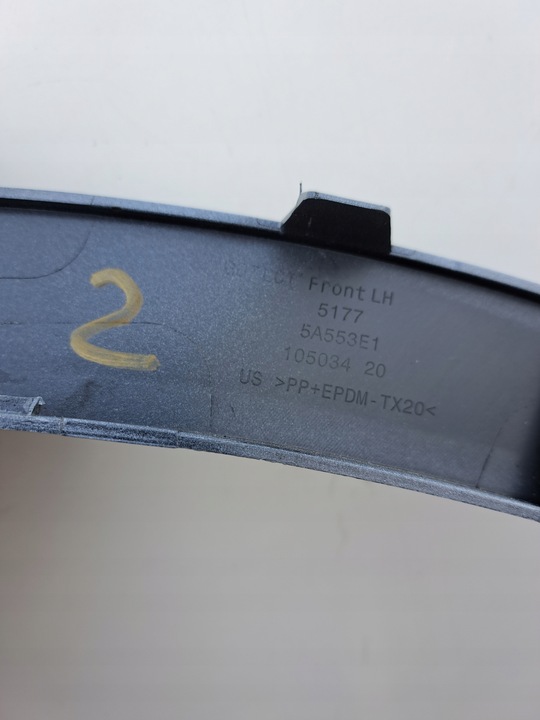 2
Front LH
5177
5A553E1
105034 20
US >PP+EPDM-TX20<